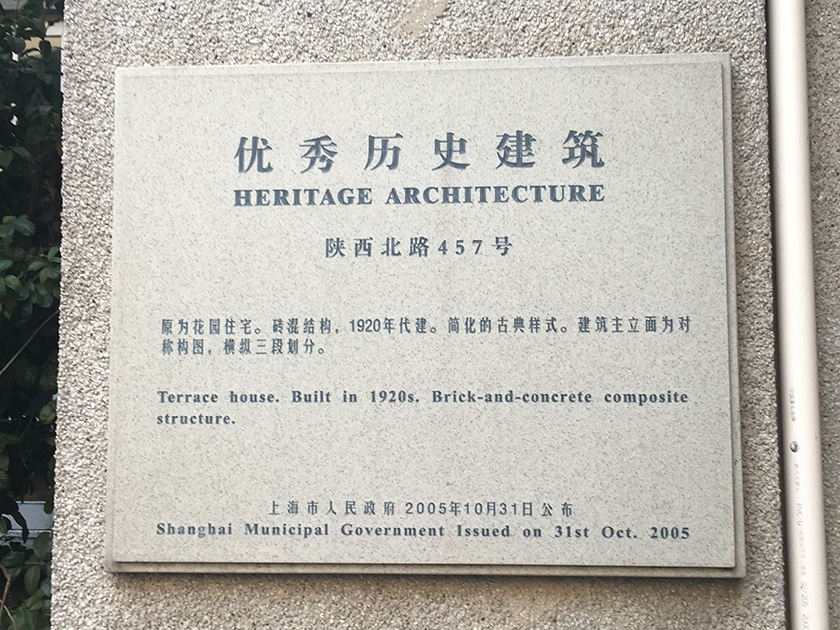 优秀历史建筑
HERITAGE ARCHITECTURE
陕西北路457号
原为花园住宅。砖混结构，1920年代建。简化的古典样式。建筑主立面为对
称构图，横纵三段划分。
Terrace house. Built in 1920s. Brick-and-concrete composite
structure.
上海市人民政府 2005年10月31日公布
Shanghai Municipal Government Issued on 31st Oct. 2005